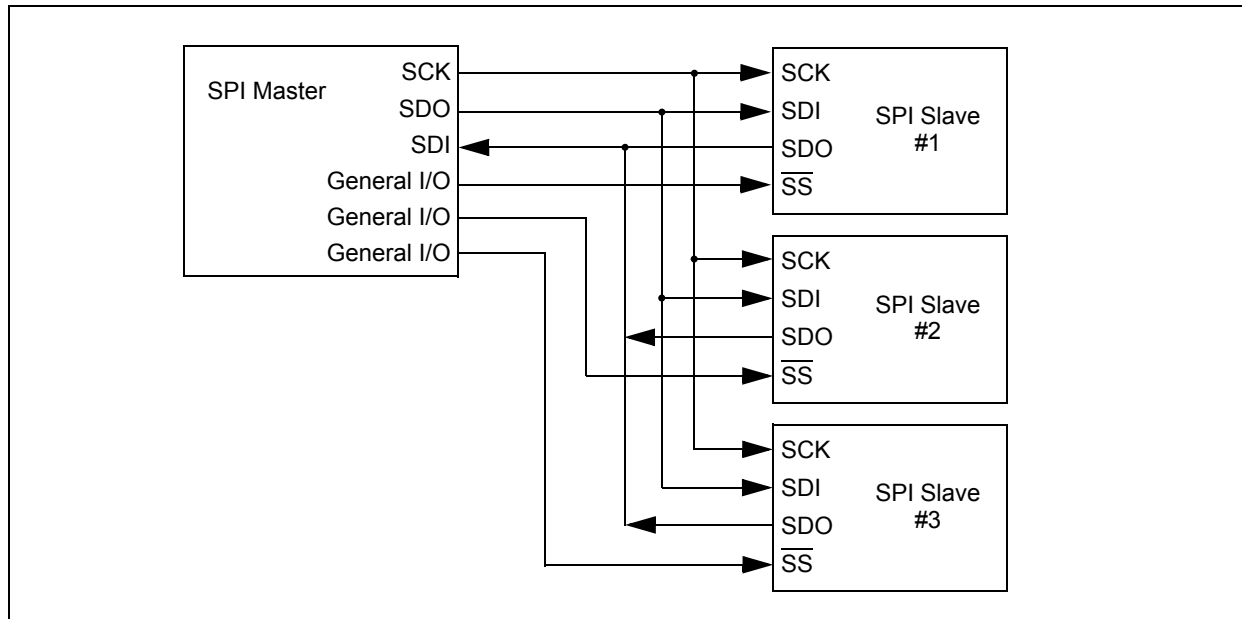 SPI Master
SCK
SDO
SDI
General I/O
General I/O
General I/O
SCK
SDI
SDO
SS
SPI Slave
#1
SCK
SDI
SDO
SS
SPI Slave
#2
SCK
SDI
SDO
SS
SPI Slave
#3